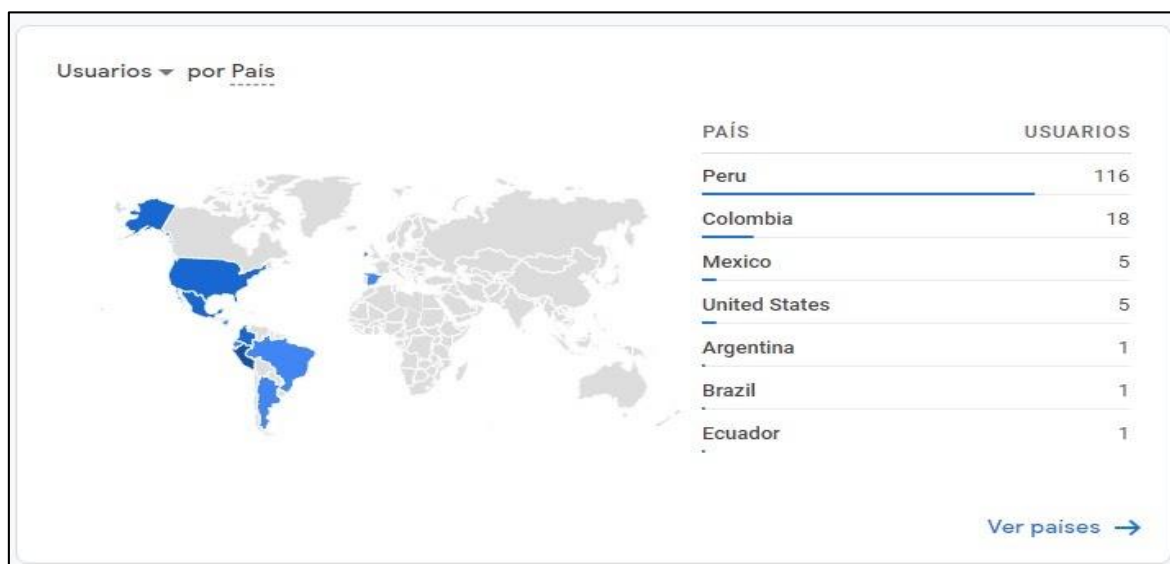 Usuarios por País
PAÍS USUARIOS
Peru 116
Colombia 18
Mexico 5
United States 5
Argentina 1
Brazil 1
Ecuador 1
Ver países →